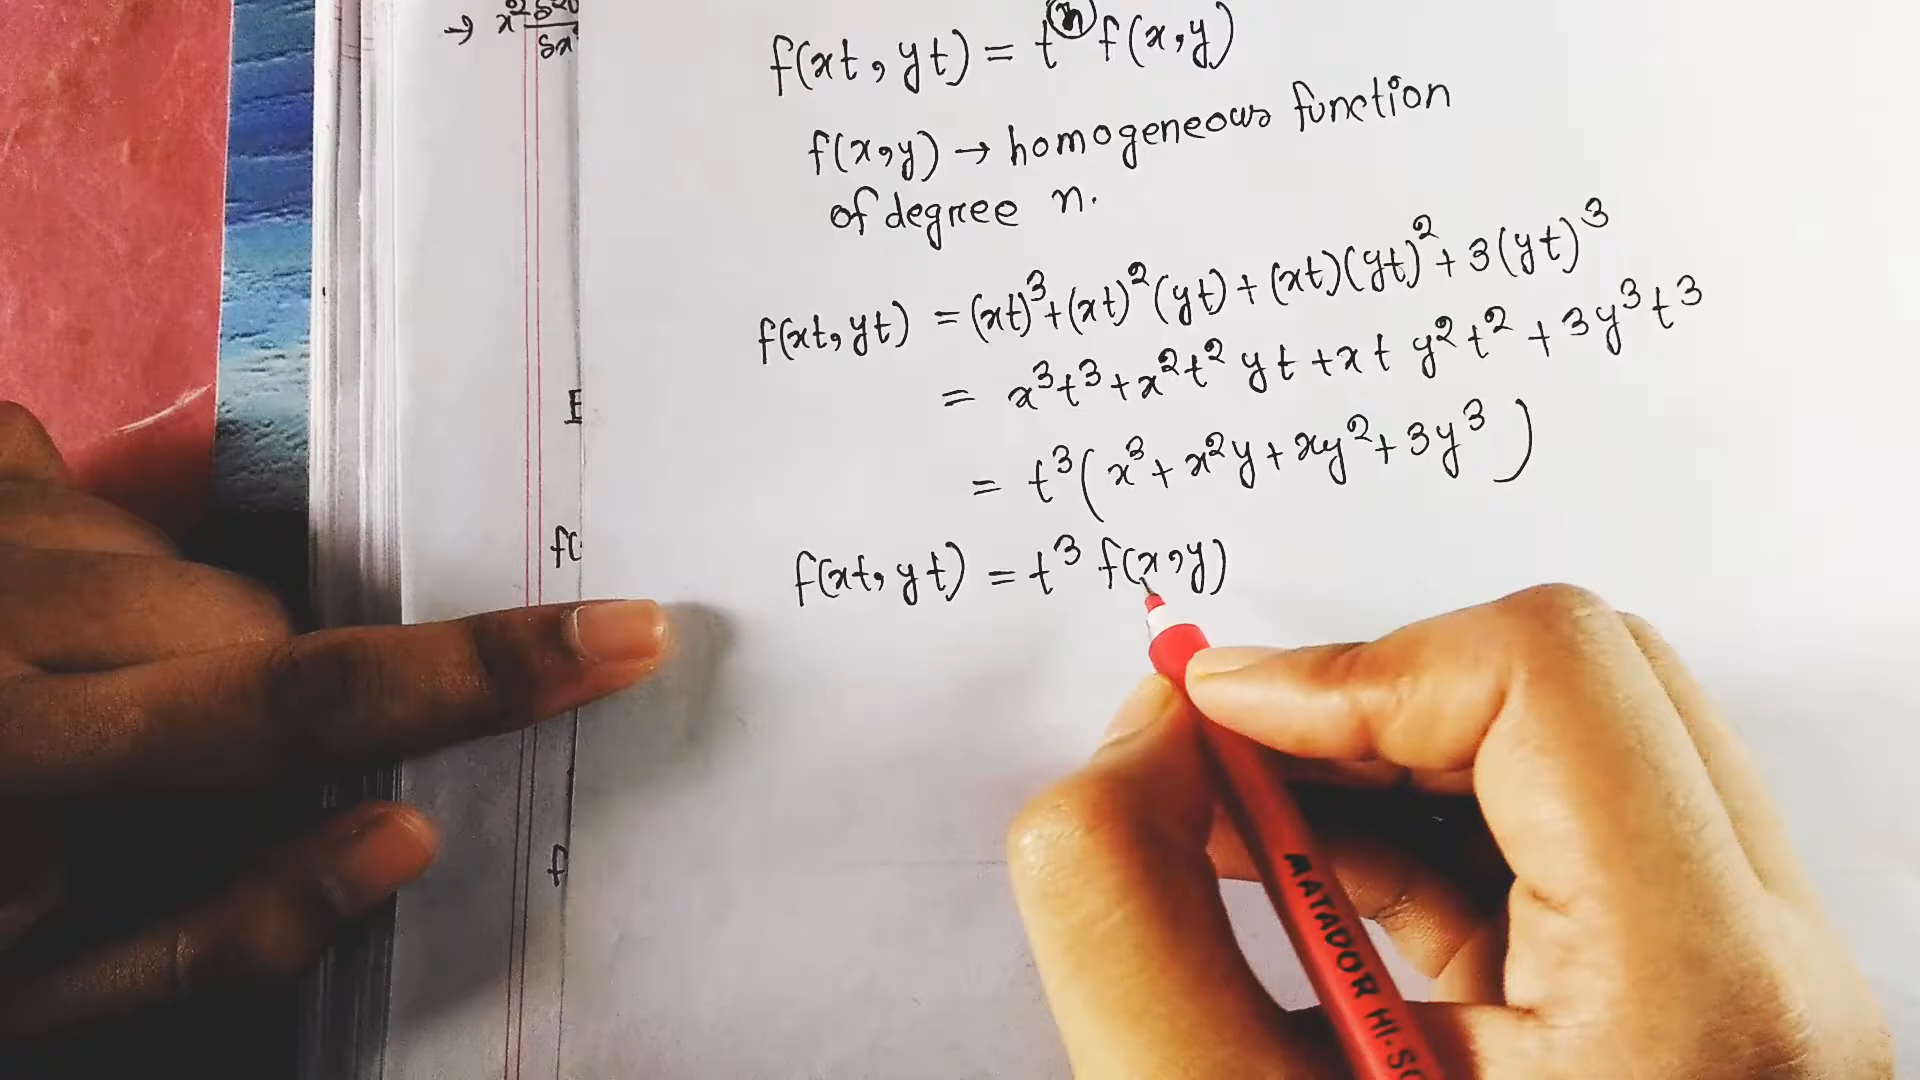 → x²
f(xt, yt) = tⁿ f(x,y)
f(x,y) → homogeneous function
of degree n.
f(xt, yt) = (xt)³+(xt)²(yt)+(xt)(yt)²+3(yt)³
= x³t³+x²t² yt +xt y²t² + 3y³t³
= t³(x³+x²y+xy²+3y³)
f(xt, yt) = t³ f(x,y)
f(
MATADOR HI-SC